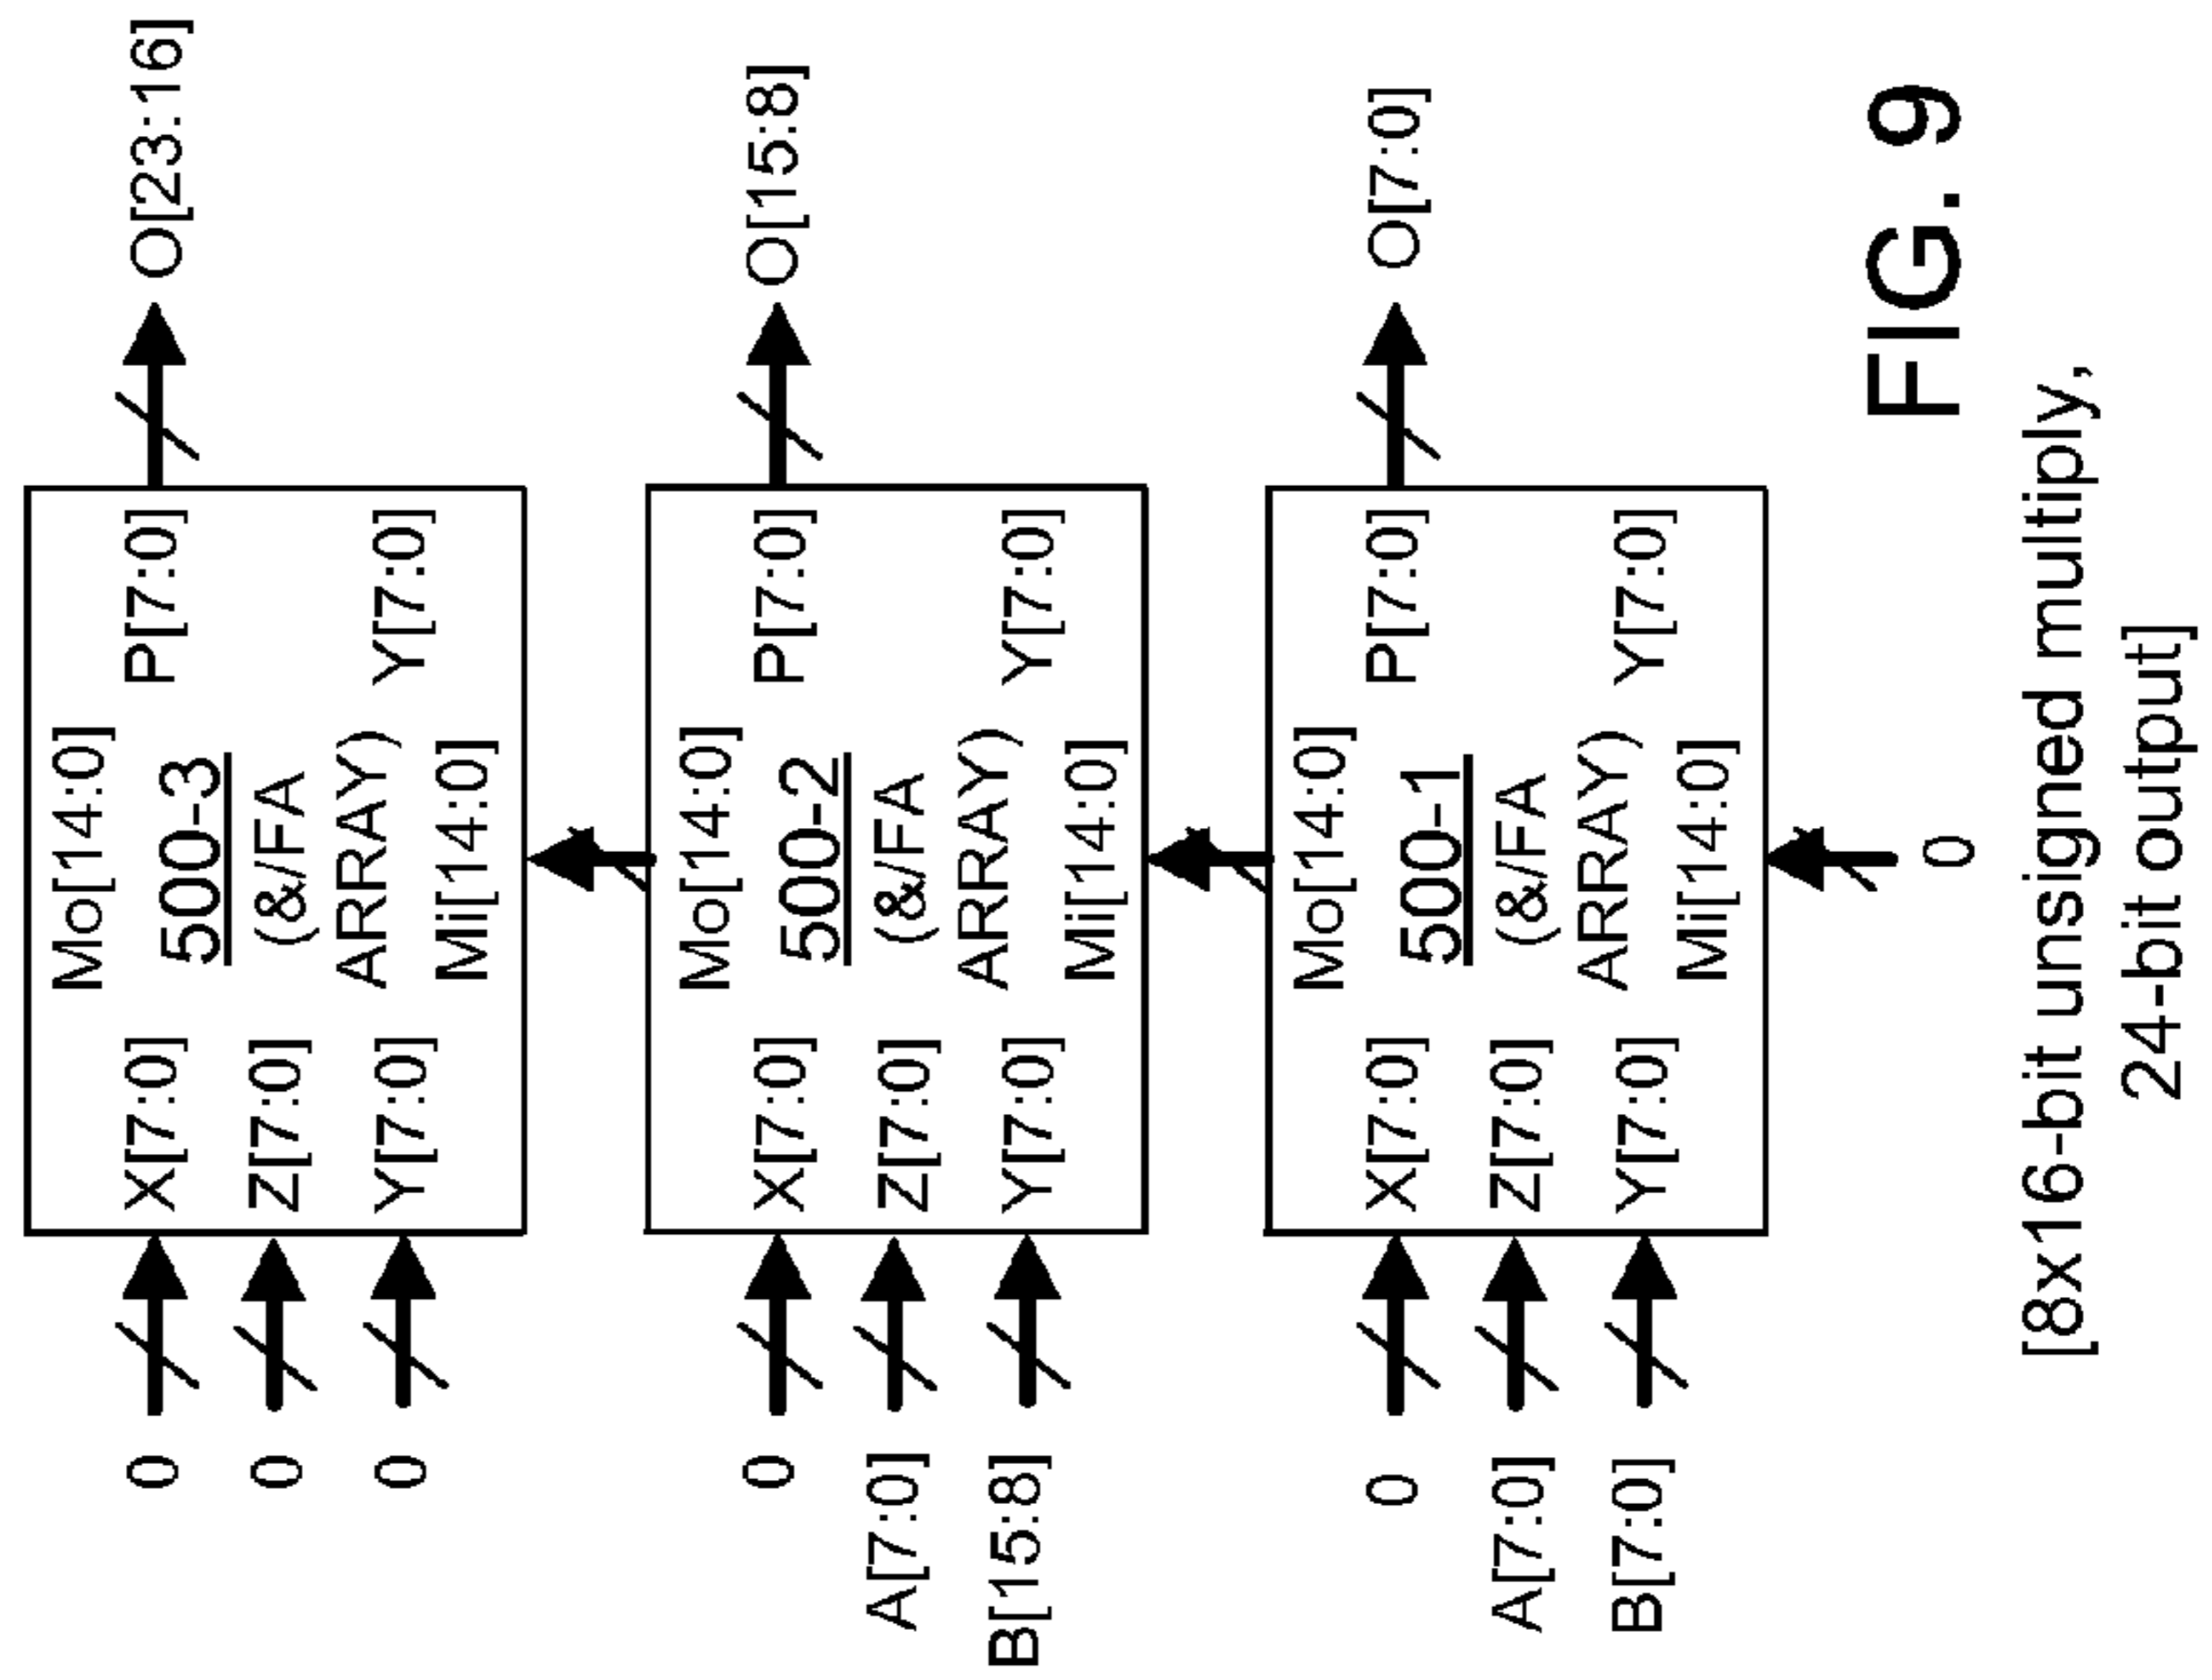 Mo[14:0]
0 X[7:0] P[7:0] O[23:16]
500-3
0 Z[7:0] (&/FA
ARRAY)
0 Y[7:0] Y[7:0]
Mi[14:0]
Mo[14:0]
0 X[7:0] P[7:0] O[15:8]
500-2
A[7:0] Z[7:0] (&/FA
ARRAY)
B[15:8] Y[7:0] Y[7:0]
Mi[14:0]
Mo[14:0]
0 X[7:0] P[7:0] O[7:0]
500-1
A[7:0] Z[7:0] (&/FA
ARRAY)
B[7:0] Y[7:0] Y[7:0]
Mi[14:0]
0
FIG. 9
[8x16-bit unsigned multiply,
24-bit output]